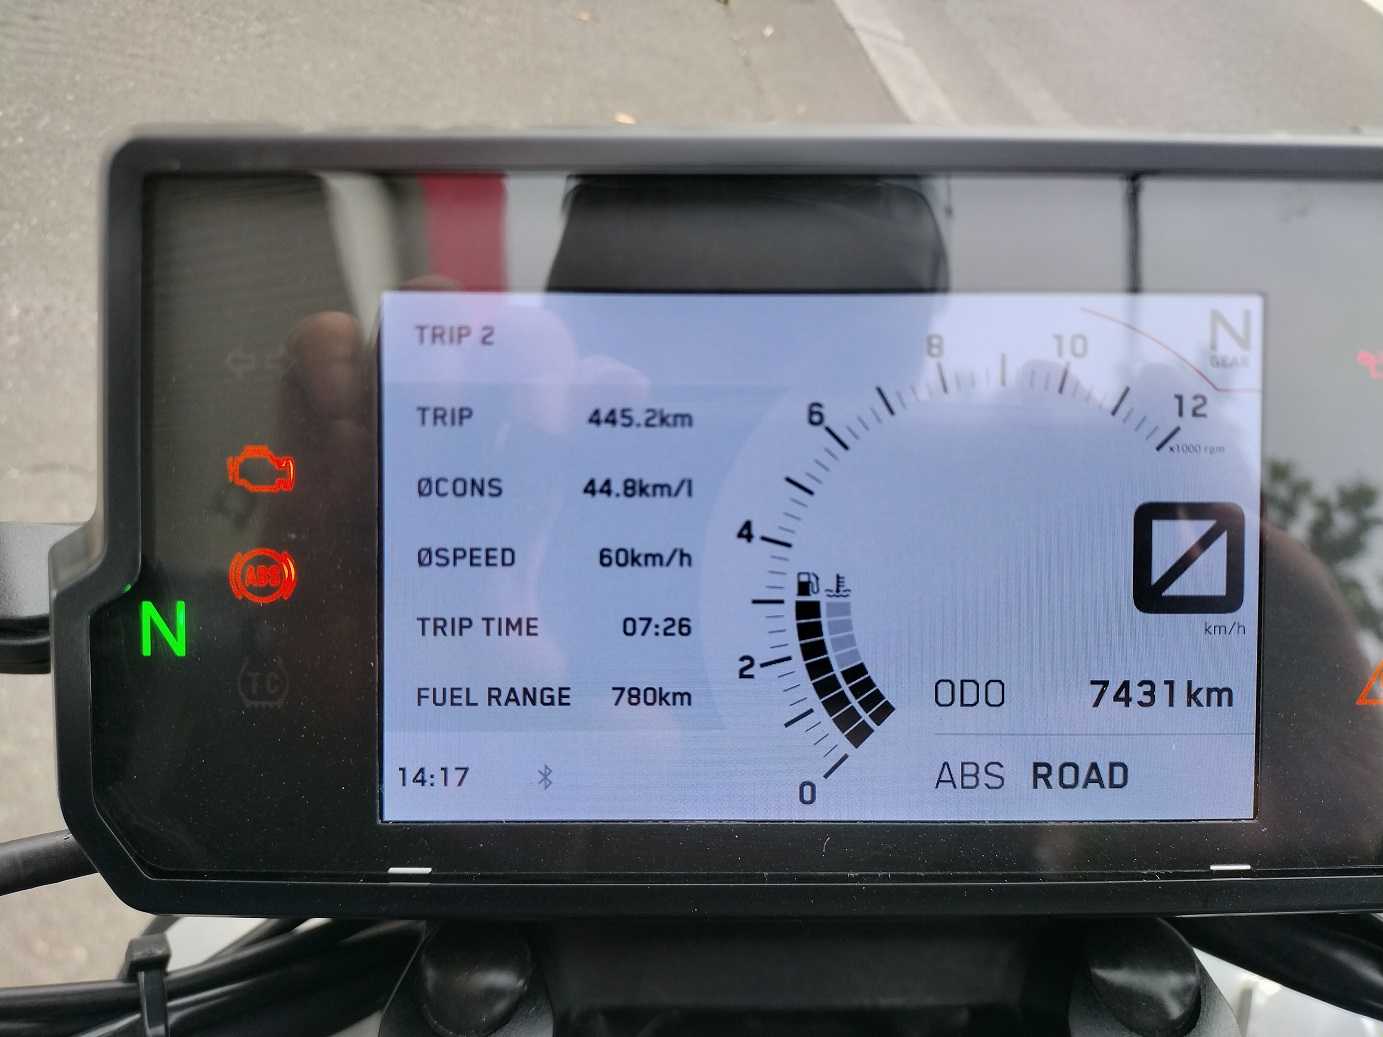 TRIP 2
TRIP 445.2km
ØCONS 44.8km/l
ØSPEED 60km/h
TRIP TIME 07:26
FUEL RANGE 780km
14:17
0
2
4
6
8
10
12
x1000 rpm
N
GEAR
0
km/h
ODO 7431km
ABS ROAD
ABS
N
TC